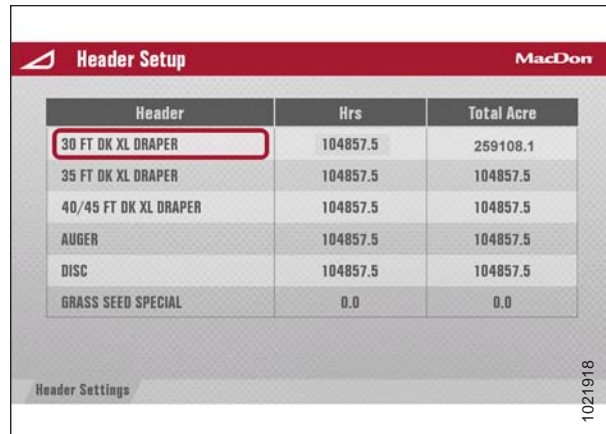 Header Setup MacDon
Header Hrs Total Acre
30 FT DK XL DRAPER 104857.5 259108.1
35 FT DK XL DRAPER 104857.5 104857.5
40/45 FT DK XL DRAPER 104857.5 104857.5
AUGER 104857.5 104857.5
DISC 104857.5 104857.5
GRASS SEED SPECIAL 0.0 0.0
Header Settings
1021918